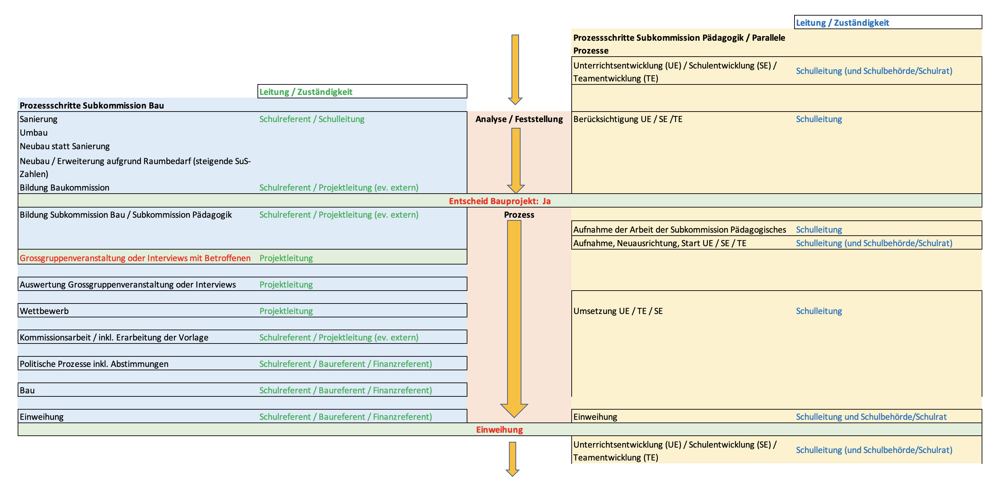 Leitung / Zuständigkeit
Prozessschritte Subkommission Pädagogik / Parallele
Prozesse
Unterrichtsentwicklung (UE) / Schulentwicklung (SE) /
Teamentwicklung (TE)
Schulleitung (und Schulbehörde/Schulrat)
Leitung / Zuständigkeit
Prozessschritte Subkommission Bau
Sanierung
Schulreferent / Schulleitung
Analyse / Feststellung
Berücksichtigung UE / SE /TE
Schulleitung
Umbau
Neubau statt Sanierung
Neubau / Erweiterung aufgrund Raumbedarf (steigende SuS-
Zahlen)
Bildung Baukommission
Schulreferent / Projektleitung (ev. extern)
Entscheid Bauprojekt: Ja
Bildung Subkommission Bau / Subkommission Pädagogik
Schulreferent / Projektleitung (ev. extern)
Prozess
Aufnahme der Arbeit der Subkommission Pädagogisches
Schulleitung
Aufnahme, Neuausrichtung, Start UE / SE / TE
Schulleitung (und Schulbehörde/Schulrat)
Grossgruppenveranstaltung oder Interviews mit Betroffenen
Projektleitung
Auswertung Grossgruppenveranstaltung oder Interviews
Projektleitung
Wettbewerb
Projektleitung
Umsetzung UE / TE / SE
Schulleitung
Kommissionsarbeit / inkl. Erarbeitung der Vorlage
Schulreferent / Projektleitung (ev. extern)
Politische Prozesse inkl. Abstimmungen
Schulreferent / Baureferent / Finanzreferent)
Bau
Schulreferent / Baureferent / Finanzreferent)
Einweihung
Schulreferent / Baureferent / Finanzreferent)
Einweihung
Schulleitung und Schulbehörde/Schulrat
Einweihung
Unterrichtsentwicklung (UE) / Schulentwicklung (SE) /
Teamentwicklung (TE)
Schulleitung (und Schulbehörde/Schulrat)